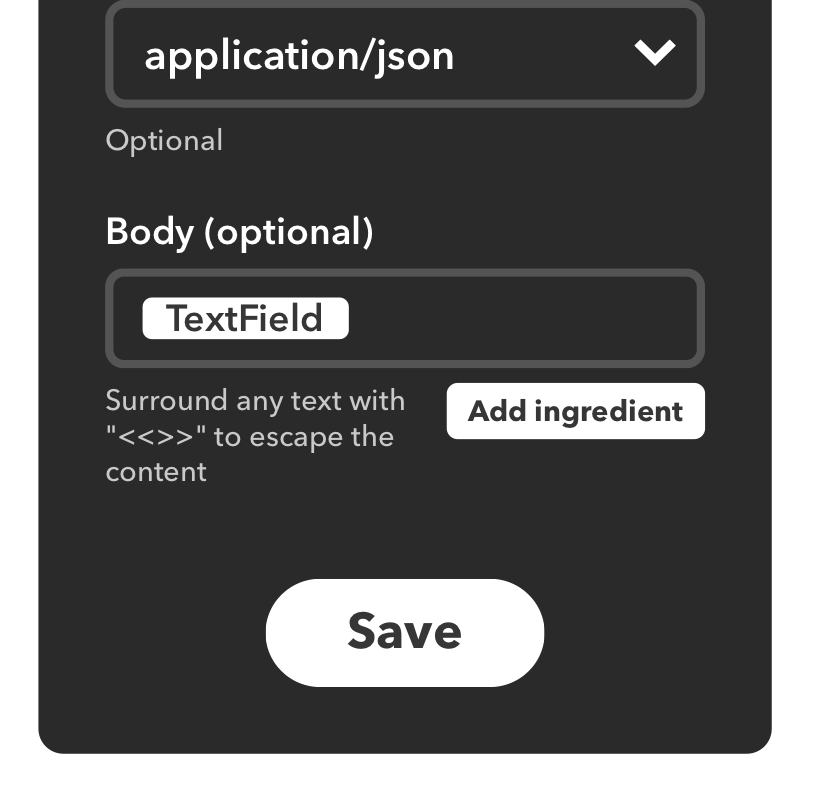 application/json
Optional
Body (optional)
TextField
Surround any text with
"<<>>" to escape the
content
Add ingredient
Save